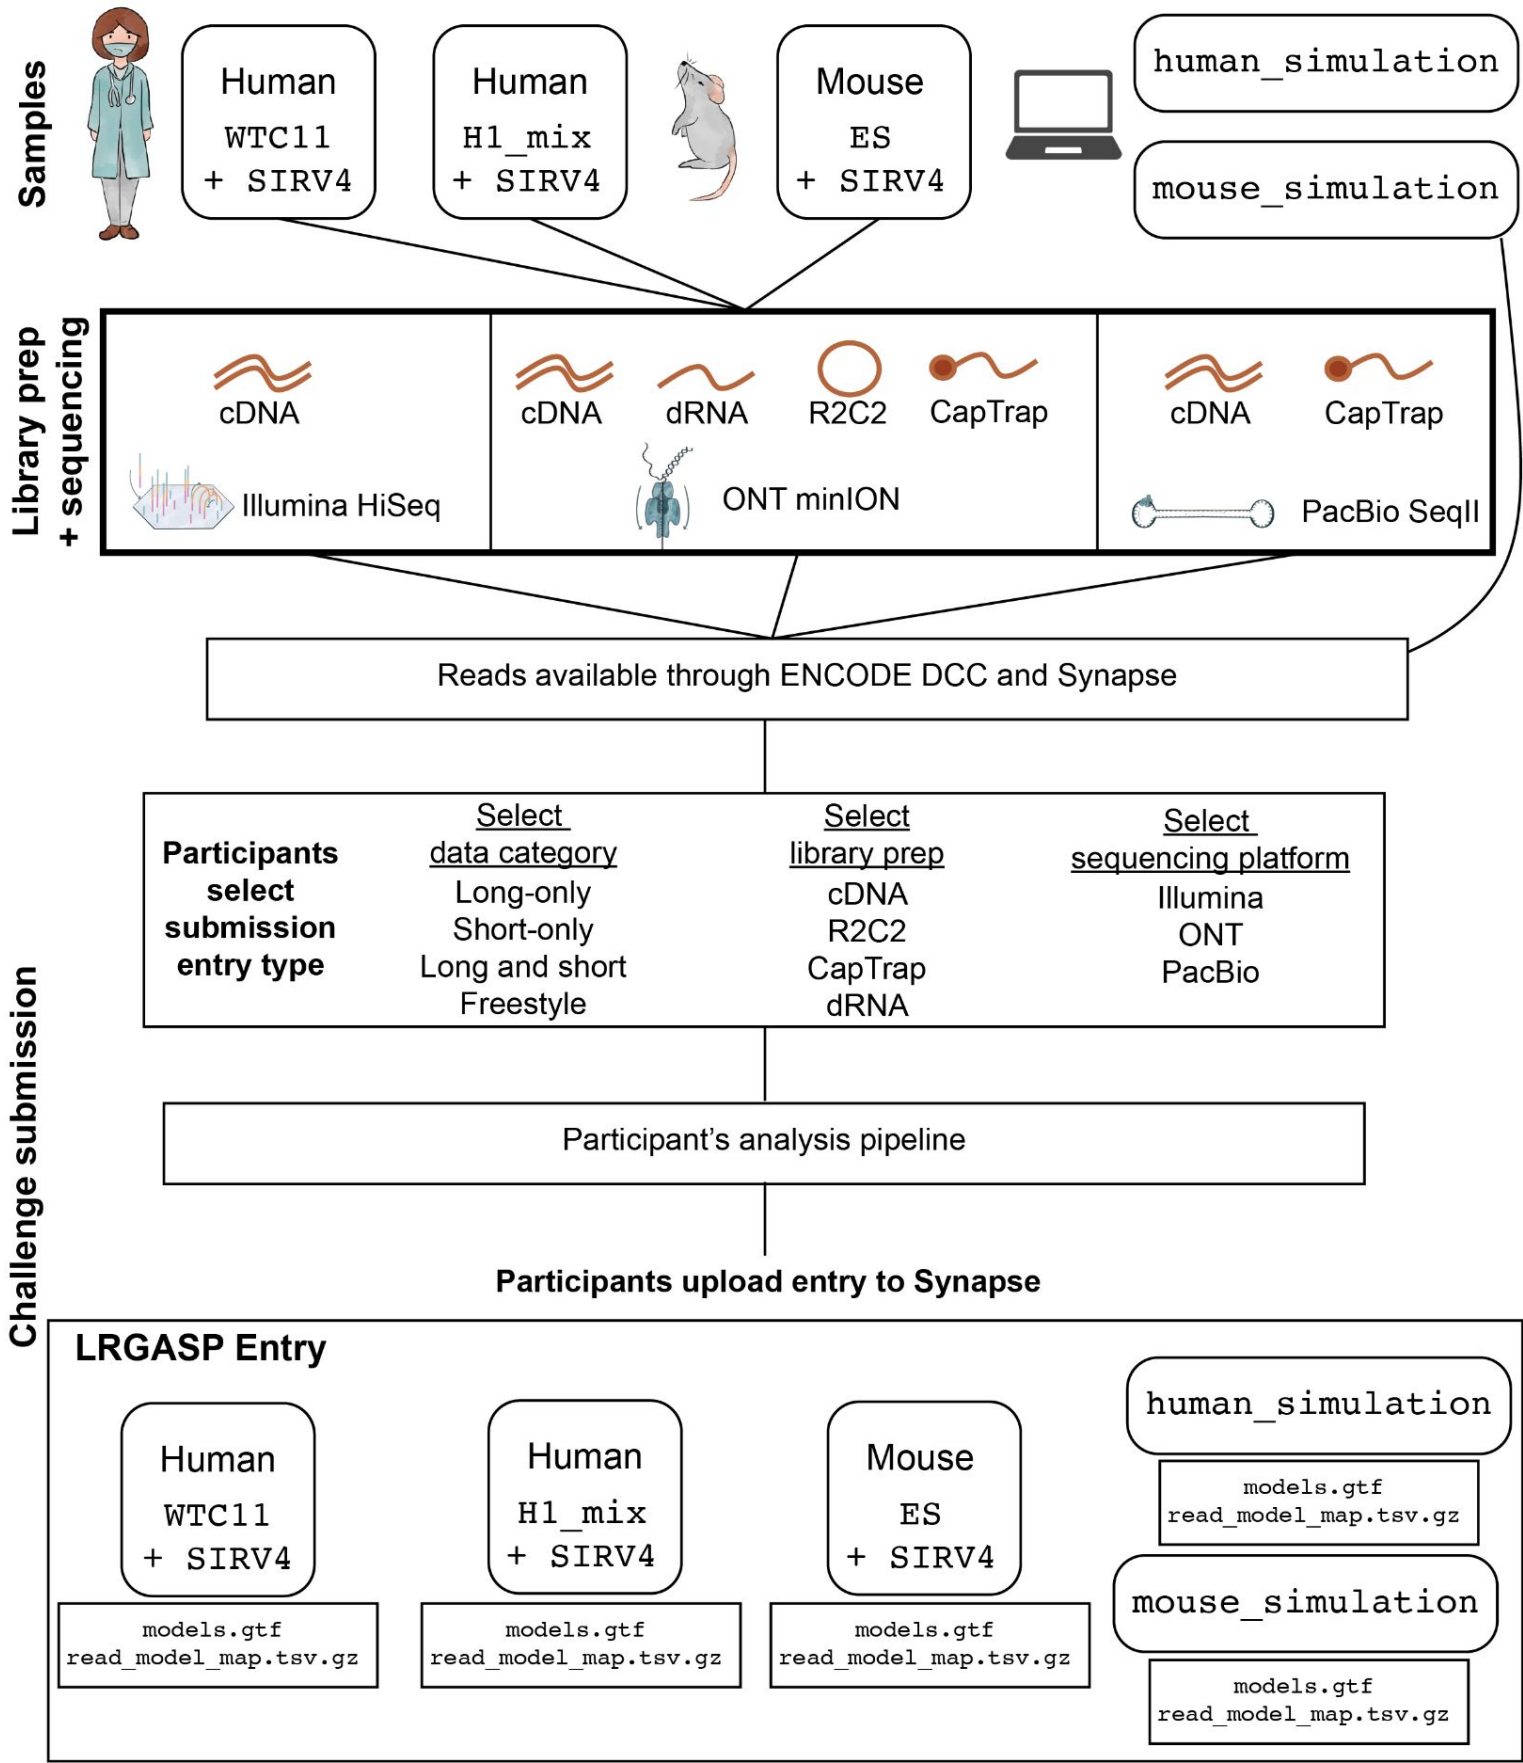 Samples
Human
WTC11
+ SIRV4
Human
H1_mix
+ SIRV4
Mouse
ES
+ SIRV4
human_simulation
mouse_simulation
Library prep
+ sequencing
cDNA
Illumina HiSeq
cDNA
dRNA
R2C2
CapTrap
ONT minION
cDNA
CapTrap
PacBio SeqII
Reads available through ENCODE DCC and Synapse
Challenge submission
Participants
select
submission
entry type
Select
data category
Long-only
Short-only
Long and short
Freestyle
Select
library prep
cDNA
R2C2
CapTrap
dRNA
Select
sequencing platform
Illumina
ONT
PacBio
Participant's analysis pipeline
Participants upload entry to Synapse
LRGASP Entry
Human
WTC11
+ SIRV4
models.gtf
read_model_map.tsv.gz
Human
H1_mix
+ SIRV4
models.gtf
read_model_map.tsv.gz
Mouse
ES
+ SIRV4
models.gtf
read_model_map.tsv.gz
human_simulation
models.gtf
read_model_map.tsv.gz
mouse_simulation
models.gtf
read_model_map.tsv.gz